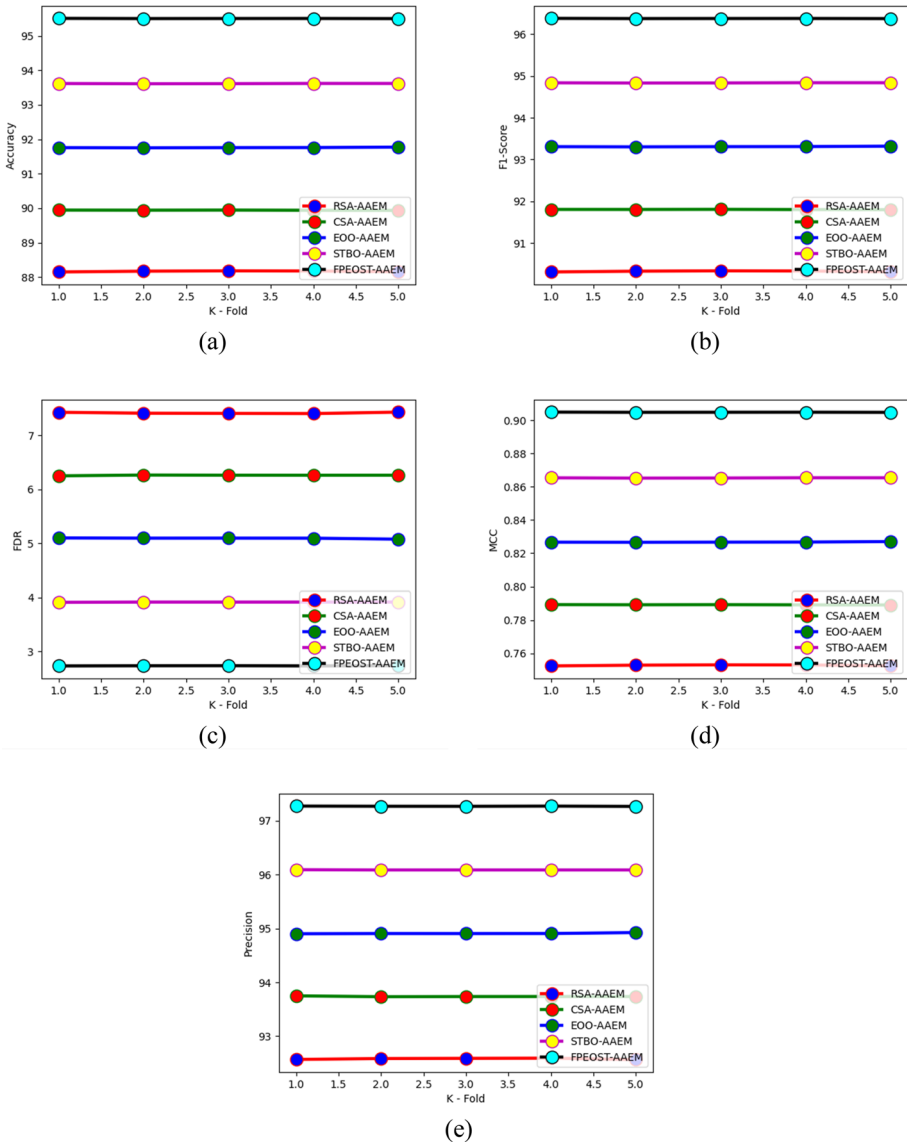 95
94
93
92
91
90
89
88
Accuracy
RSA-AAEM
CSA-AAEM
EOO-AAEM
STBO-AAEM
FPEOST-AAEM
1.0 1.5 2.0 2.5 3.0 3.5 4.0 4.5 5.0
K - Fold
(a)
96
95
94
93
92
91
F1-Score
RSA-AAEM
CSA-AAEM
EOO-AAEM
STBO-AAEM
FPEOST-AAEM
1.0 1.5 2.0 2.5 3.0 3.5 4.0 4.5 5.0
K - Fold
(b)
7
6
5
4
3
FDR
RSA-AAEM
CSA-AAEM
EOO-AAEM
STBO-AAEM
FPEOST-AAEM
1.0 1.5 2.0 2.5 3.0 3.5 4.0 4.5 5.0
K - Fold
(c)
0.90
0.88
0.86
0.84
0.82
0.80
0.78
0.76
MCC
RSA-AAEM
CSA-AAEM
EOO-AAEM
STBO-AAEM
FPEOST-AAEM
1.0 1.5 2.0 2.5 3.0 3.5 4.0 4.5 5.0
K - Fold
(d)
97
96
95
94
93
Precision
RSA-AAEM
CSA-AAEM
EOO-AAEM
STBO-AAEM
FPEOST-AAEM
1.0 1.5 2.0 2.5 3.0 3.5 4.0 4.5 5.0
K - Fold
(e)